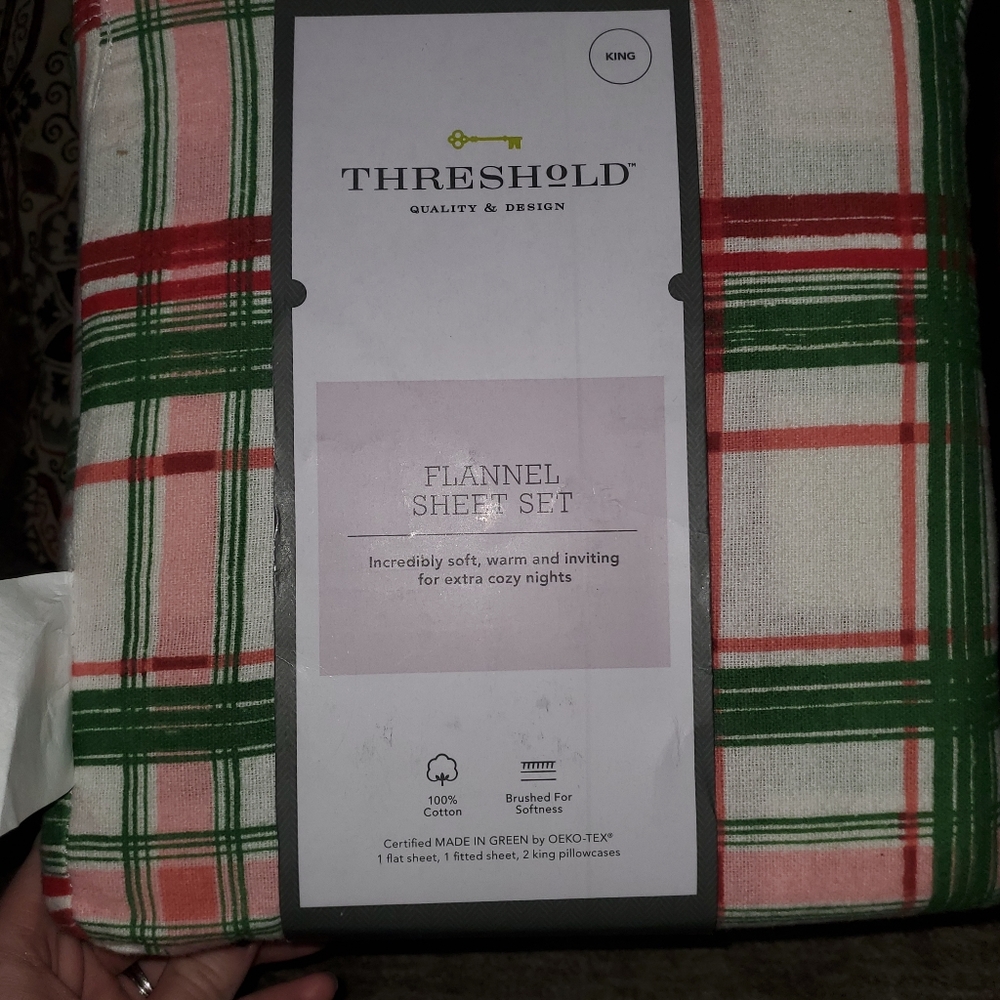 KING
THRESHOLD™
QUALITY & DESIGN
FLANNEL
SHEET SET
Incredibly soft, warm and inviting
for extra cozy nights
100%
Cotton
Brushed For
Softness
Certified MADE IN GREEN by OEKO-TEX®
1 flat sheet, 1 fitted sheet, 2 king pillowcases